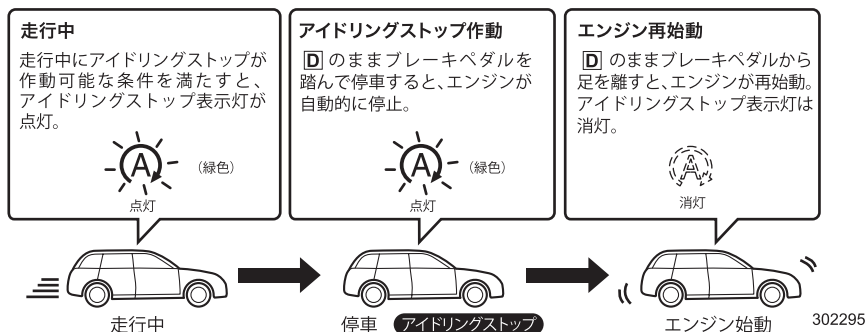 走行中
走行中にアイドリングストップが
作動可能な条件を満たすと、
アイドリングストップ表示灯が
点灯。
A
（緑色）
点灯
アイドリングストップ作動
D のままブレーキペダルを
踏んで停車すると、エンジンが
自動的に停止。
A
（緑色）
点灯
エンジン再始動
D のままブレーキペダルから
足を離すと、エンジンが再始動。
アイドリングストップ表示灯は
消灯。
A
消灯
走行中
停車 アイドリングストップ
エンジン始動
302295